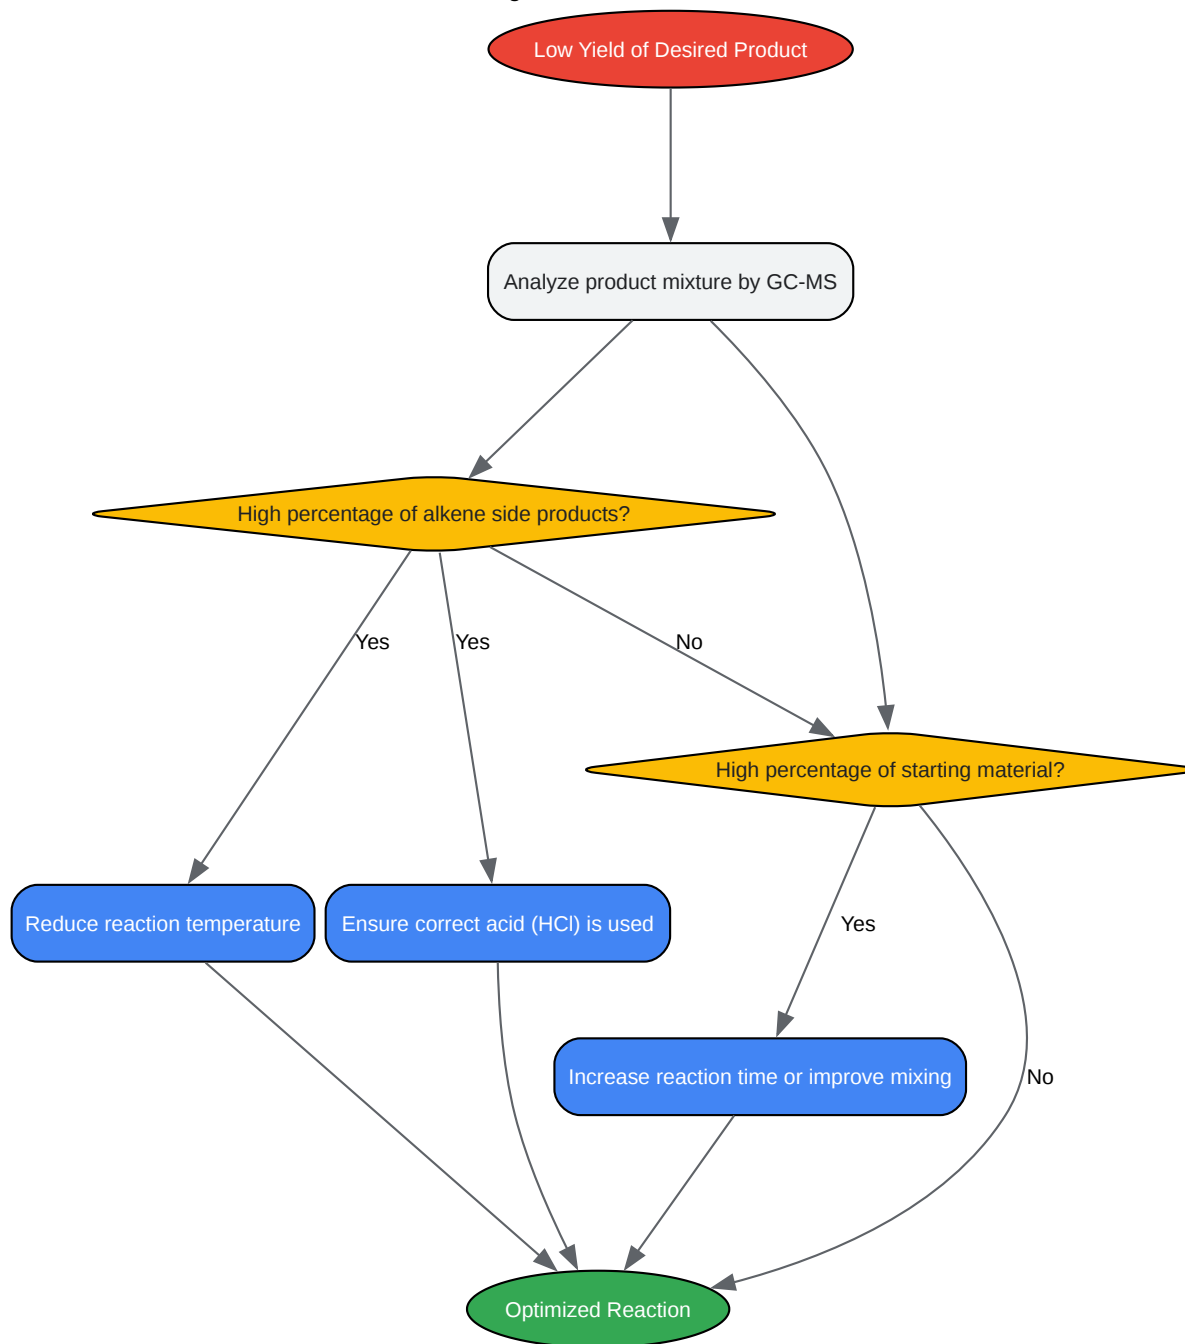 Low Yield of Desired Product
Analyze product mixture by GC-MS
High percentage of alkene side products?
Yes
Yes
No
High percentage of starting material?
Reduce reaction temperature
Ensure correct acid (HCl) is used
Yes
Increase reaction time or improve mixing
No
Optimized Reaction